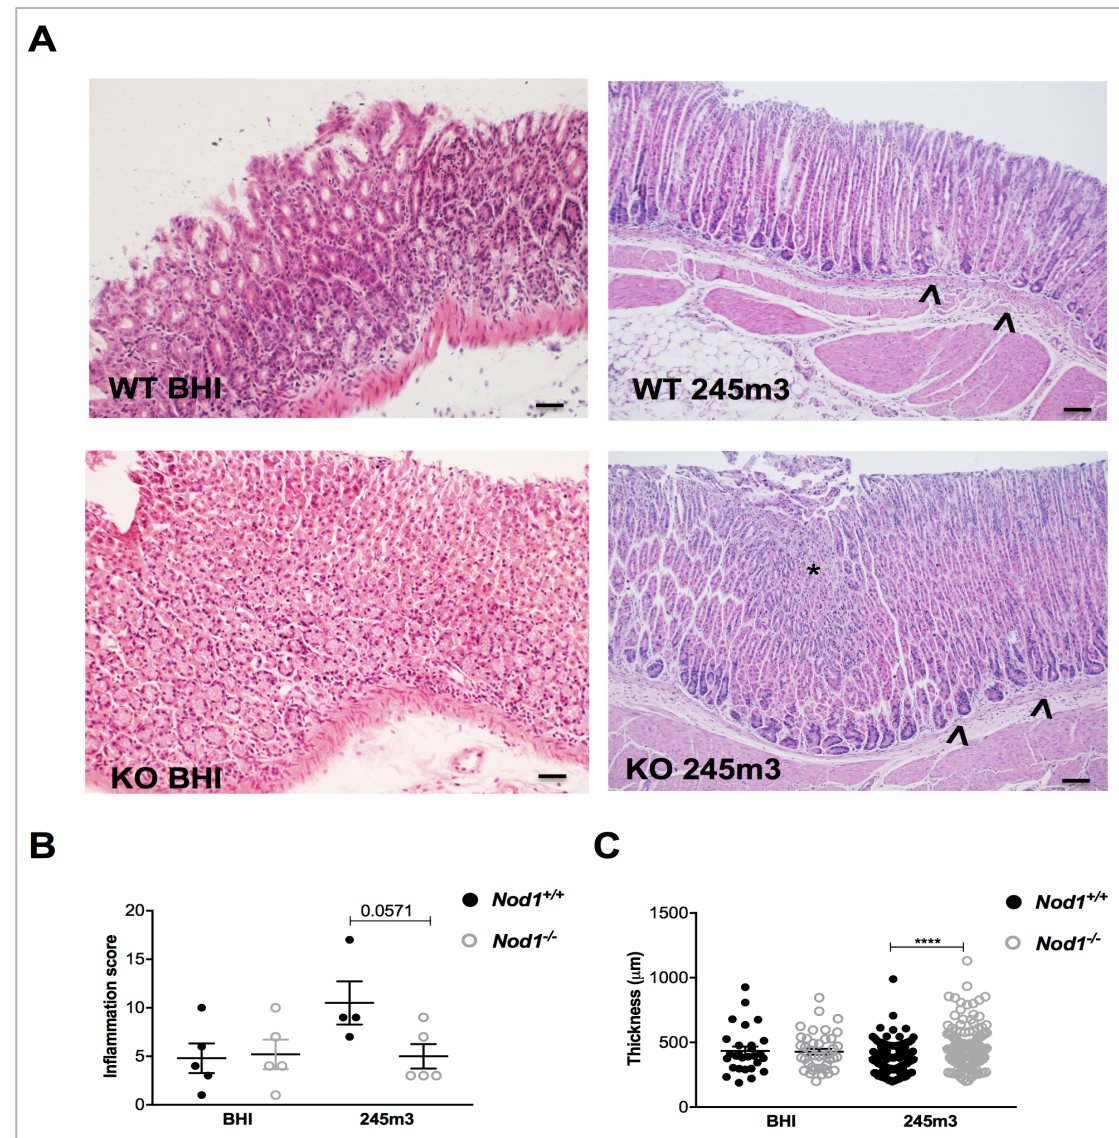 A
WT BHI
^
^
WT 245m3
KO BHI
*
^
^
KO 245m3
B
C
Nod1+/+
Nod1-/-
0.0571
20
15
10
5
0
Inflammation score
BHI
245m3
Nod1+/+
Nod1-/-
****
1500
1000
500
0
Thickness (µm)
BHI
245m3